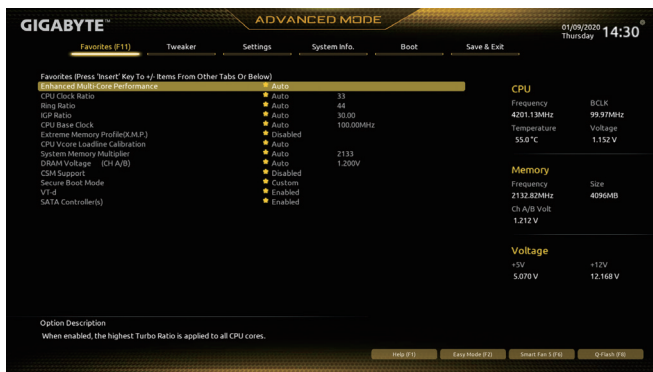 GIGABYTE™
ADVANCED MODE
01/09/2020
Thursday
14:30
Favorites (F11) Tweaker Settings System Info. Boot Save & Exit
Favorites (Press 'Insert' Key To +/- Items From Other Tabs Or Below)
Enhanced Multi-Core Performance Auto
CPU Clock Ratio Auto 33
Ring Ratio Auto 44
IGP Ratio Auto 30.00
CPU Base Clock Auto 100.00MHz
Extreme Memory Profile(X.M.P.) Disabled
CPU Vcore Loadline Calibration Auto
System Memory Multiplier Auto 2133
DRAM Voltage (CH A/B) Auto 1.200V
CSM Support Disabled
Secure Boot Mode Custom
VT-d Enabled
SATA Controller(s) Enabled
CPU
Frequency BCLK
4201.13MHz 99.97MHz
Temperature Voltage
55.0 °C 1.152 V
Memory
Frequency Size
2132.82MHz 4096MB
Ch A/B Volt
1.212 V
Voltage
+5V +12V
5.070 V 12.168 V
Option Description
When enabled, the highest Turbo Ratio is applied to all CPU cores.
Help (F1) Easy Mode (F2) Smart Fan 5 (F6) Q-Flash (F8)